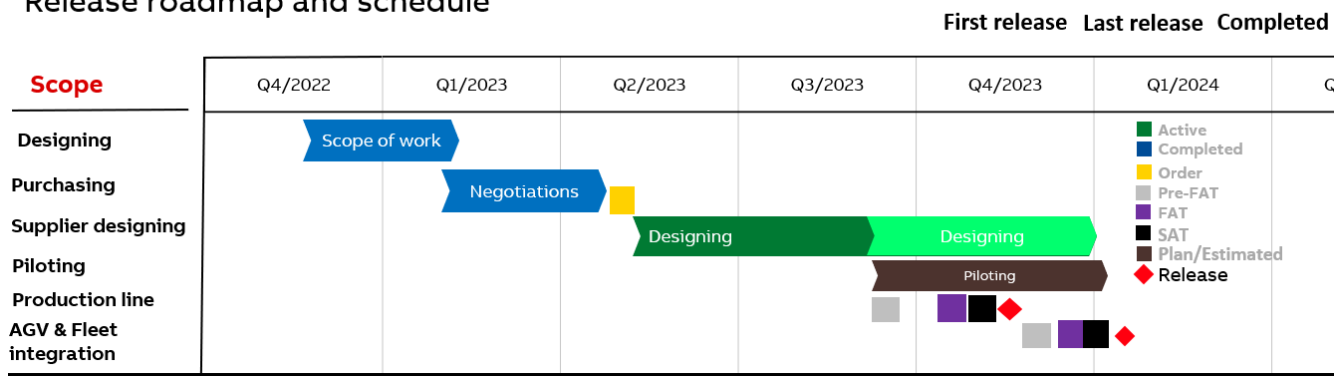 Release roadmap and schedule
First release Last release Completed
Scope Q4/2022 Q1/2023 Q2/2023 Q3/2023 Q4/2023 Q1/2024 Q
Designing Scope of work
Purchasing Negotiations
Supplier designing Designing Designing
Piloting Piloting
Production line
AGV & Fleet
integration
Active
Completed
Order
Pre-FAT
FAT
SAT
Plan/Estimated
Release